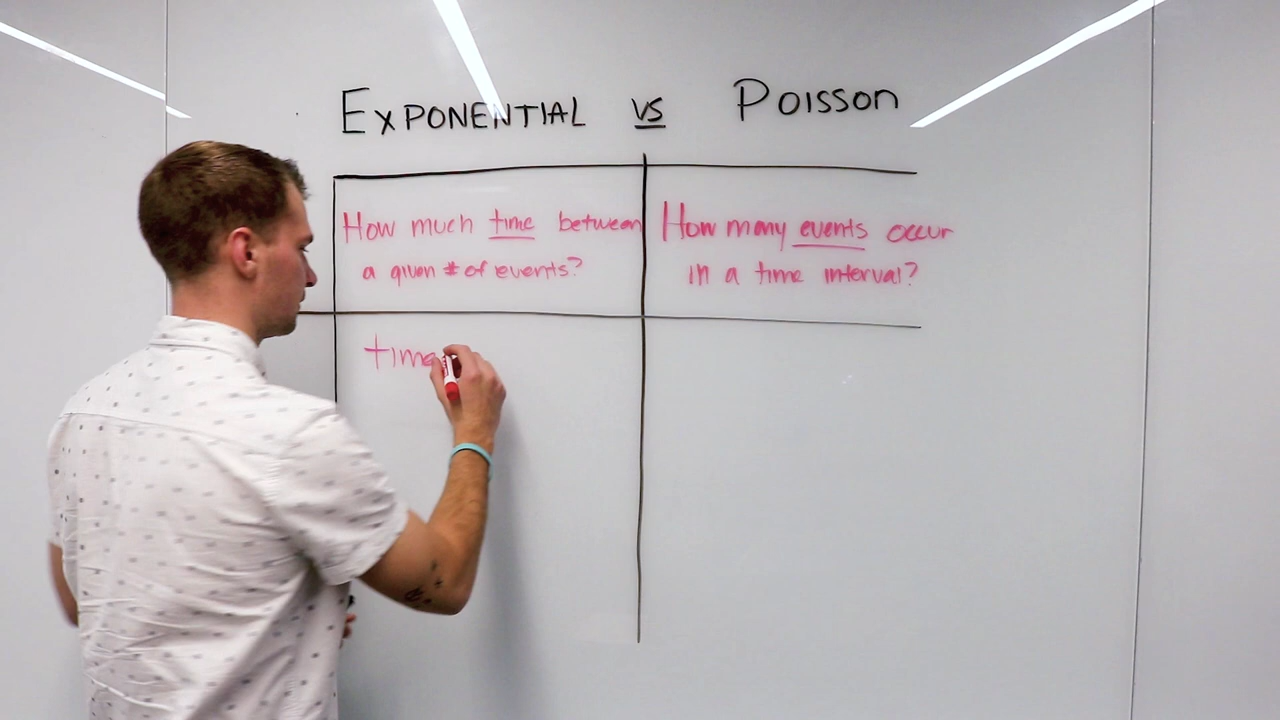 EXPONENTIAL vs Poisson
How much time between
a given # of events?
How many events occur
in a time interval?
time